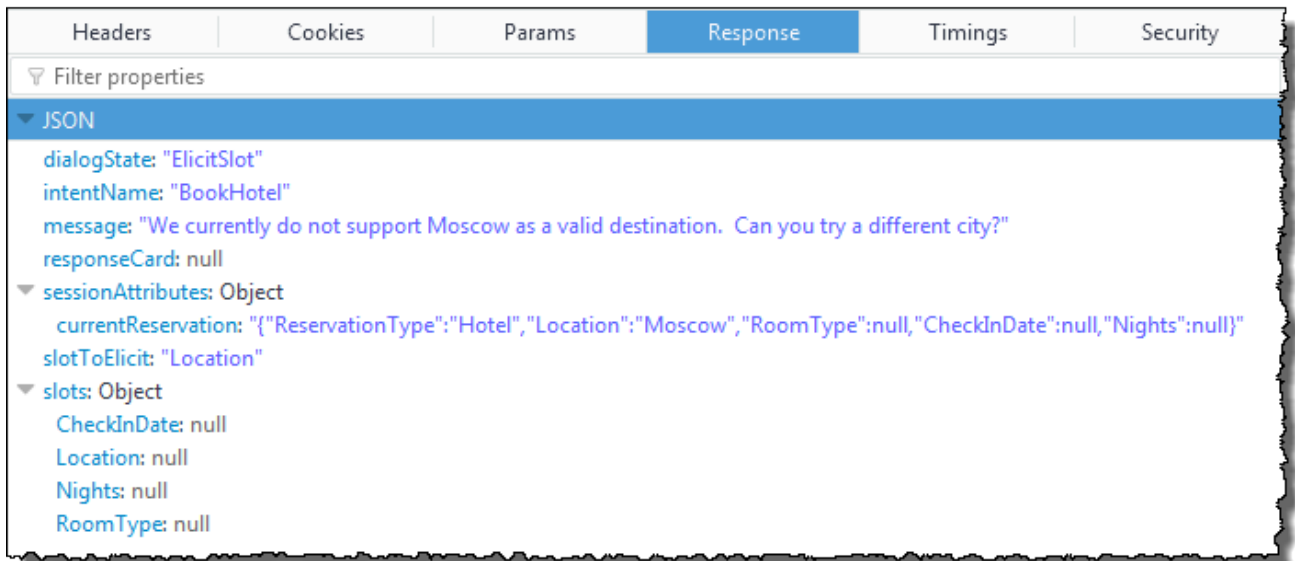 Headers Cookies Params Response Timings Security
Filter properties
JSON
dialogState: "ElicitSlot"
intentName: "BookHotel"
message: "We currently do not support Moscow as a valid destination.  Can you try a different city?"
responseCard: null
sessionAttributes: Object
currentReservation: "{"ReservationType":"Hotel","Location":"Moscow","RoomType":null,"CheckInDate":null,"Nights":null}"
slotToElicit: "Location"
slots: Object
CheckInDate: null
Location: null
Nights: null
RoomType: null